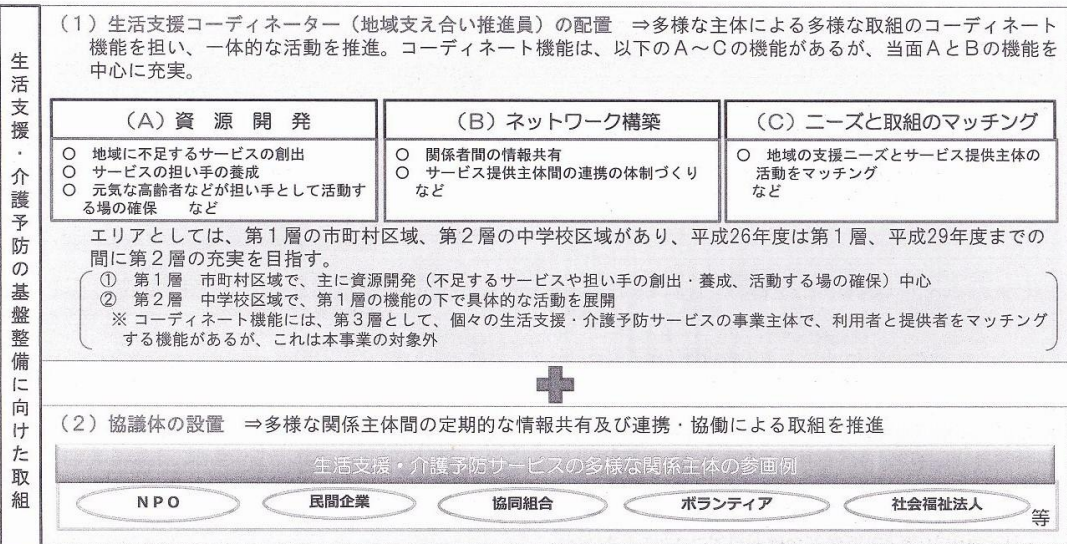 生活支援・介護予防の基盤整備に向けた取組
（１）生活支援コーディネーター（地域支え合い推進員）の配置　⇒多様な主体による多様な取組のコーディネート
機能を担い、一体的な活動を推進。コーディネート機能は、以下のＡ～Ｃの機能があるが、当面ＡとＢの機能を
中心に充実。
（Ａ）資　源　開　発
○　地域に不足するサービスの創出
○　サービスの担い手の養成
○　元気な高齢者などが担い手として活動す
る場の確保　　など
（Ｂ）ネットワーク構築
○　関係者間の情報共有
○　サービス提供主体間の連携の体制づくり
など
（Ｃ）ニーズと取組のマッチング
○　地域の支援ニーズとサービス提供主体の
活動をマッチング
など
エリアとしては、第１層の市町村区域、第２層の中学校区域があり、平成26年度は第１層、平成29年度までの
間に第２層の充実を目指す。
①　第１層　市町村区域で、主に資源開発（不足するサービスや担い手の創出・養成、活動する場の確保）中心
②　第２層　中学校区域で、第１層の機能の下で具体的な活動を展開
※ コーディネート機能には、第３層として、個々の生活支援・介護予防サービスの事業主体で、利用者と提供者をマッチング
する機能があるが、これは本事業の対象外
（２）協議体の設置　⇒多様な関係主体間の定期的な情報共有及び連携・協働による取組を推進
生活支援・介護予防サービスの多様な関係主体の参画例
ＮＰＯ
民間企業
協同組合
ボランティア
社会福祉法人
等